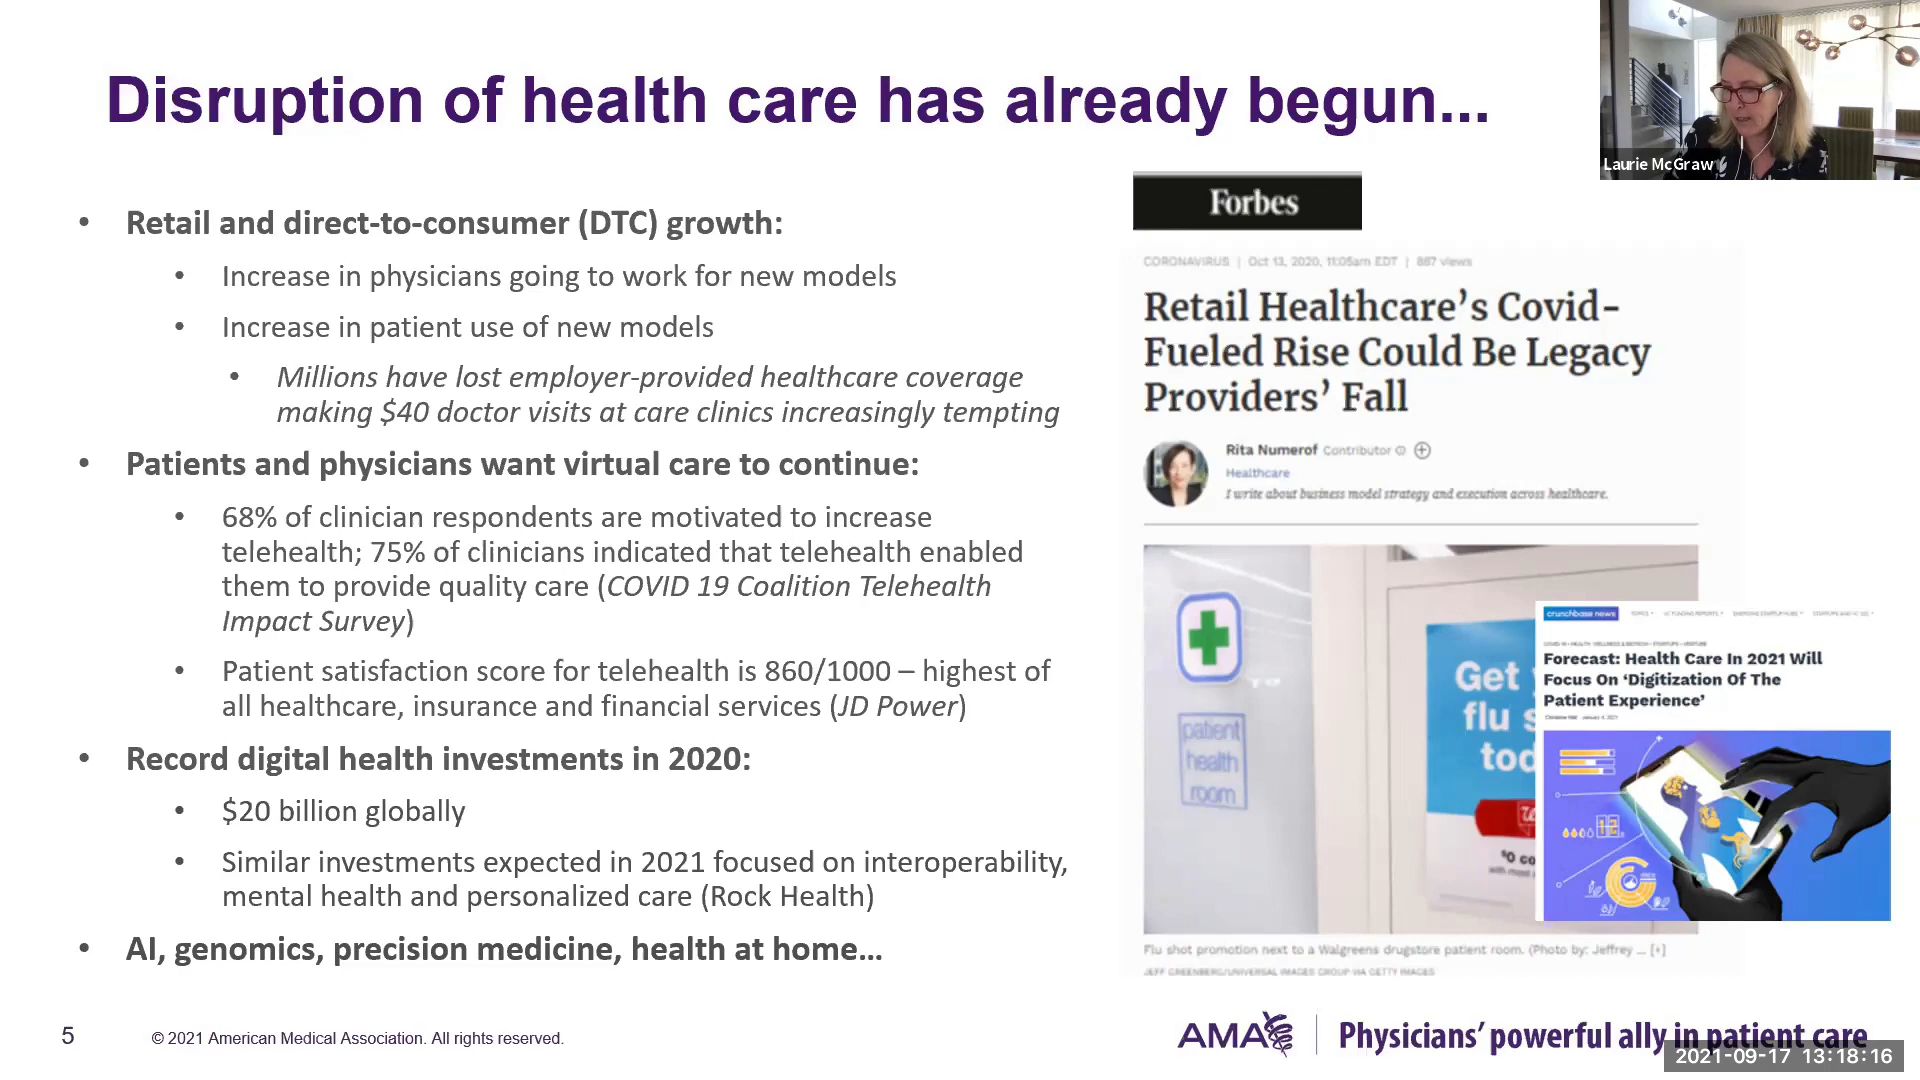 Disruption of health care has already begun...
Laurie McGraw
• Retail and direct-to-consumer (DTC) growth:
• Increase in physicians going to work for new models
• Increase in patient use of new models
• Millions have lost employer-provided healthcare coverage
making $40 doctor visits at care clinics increasingly tempting
• Patients and physicians want virtual care to continue:
• 68% of clinician respondents are motivated to increase
telehealth; 75% of clinicians indicated that telehealth enabled
them to provide quality care (COVID 19 Coalition Telehealth
Impact Survey)
• Patient satisfaction score for telehealth is 860/1000 – highest of
all healthcare, insurance and financial services (JD Power)
• Record digital health investments in 2020:
• $20 billion globally
• Similar investments expected in 2021 focused on interoperability,
mental health and personalized care (Rock Health)
• AI, genomics, precision medicine, health at home...
Forbes
CORONAVIRUS | Oct 13, 2020, 11:05am EDT | 887 views
Retail Healthcare's Covid-
Fueled Rise Could Be Legacy
Providers' Fall
Rita Numerof Contributor
Healthcare
I write about business model strategy and execution across healthcare.
patient
health
room
Get
flu s
tod
$0 co
Flu shot promotion next to a Walgreens drugstore patient room. (Photo by: Jeffrey ... [+]
JEFF GREENBERG/UNIVERSAL IMAGES GROUP VIA GETTY IMAGES
crunchbase news
Forecast: Health Care In 2021 Will
Focus On 'Digitization Of The
Patient Experience'
5
© 2021 American Medical Association. All rights reserved.
AMA
Physicians' powerful ally in patient care
2021-09-17 13:18:16